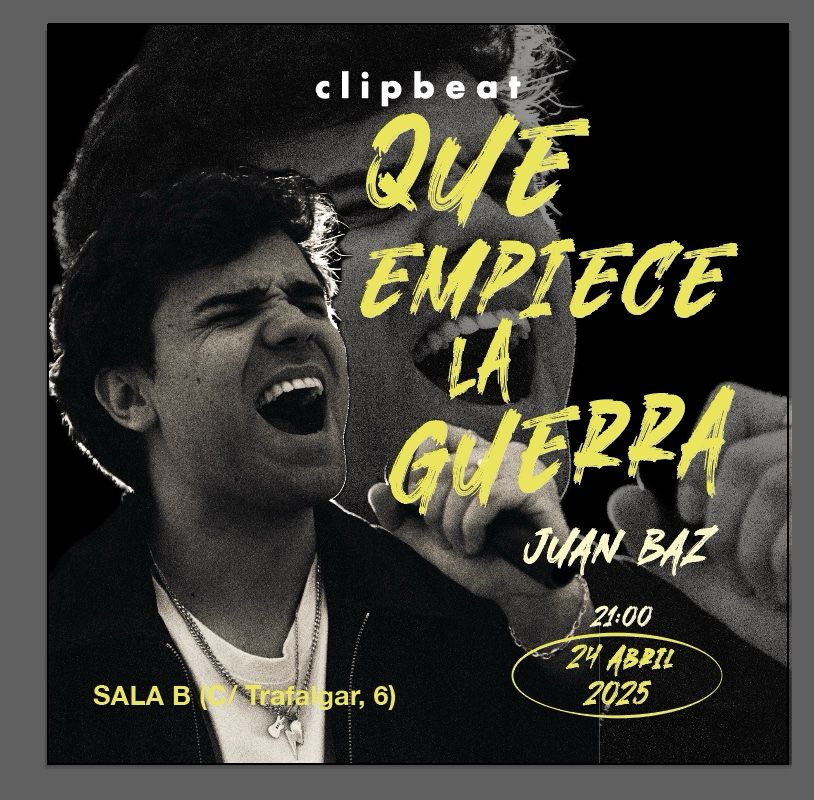 clipbeat
QUE
EMPIECE
LA
GUERRA
JUAN BAZ
21:00
24 ABRIL
2025
SALA B (C/ Trafalgar, 6)